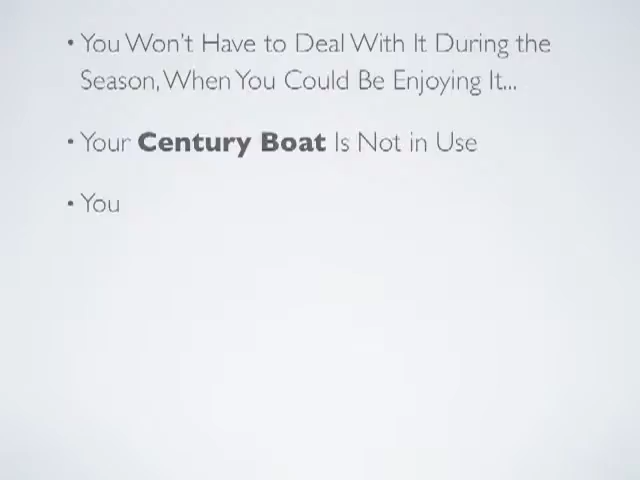 • You Won't Have to Deal With It During the
Season, When You Could Be Enjoying It...
• Your Century Boat Is Not in Use
• You